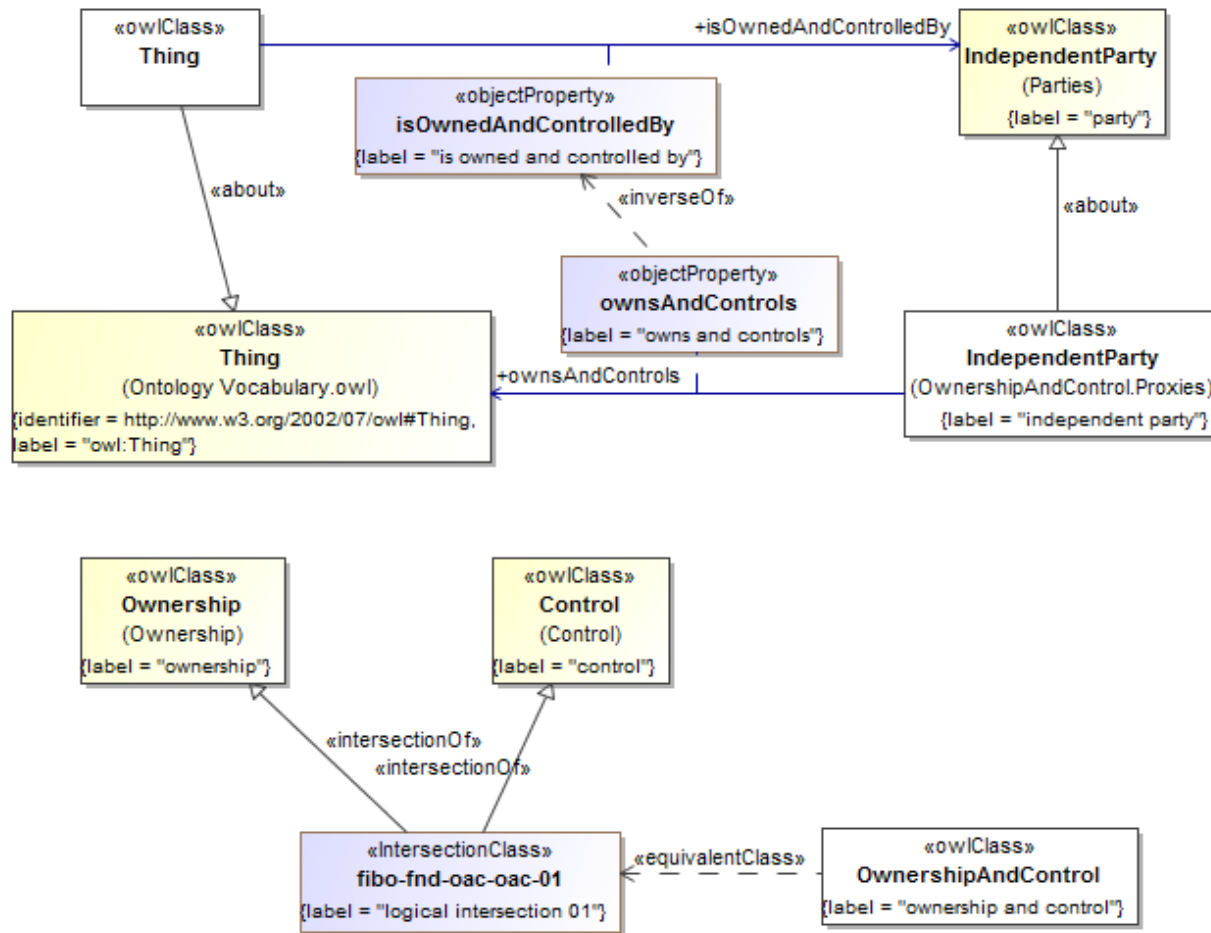 «owlClass»
Thing
+isOwnedAndControlledBy
«owlClass»
IndependentParty
(Parties)
{label = "party"}
«objectProperty»
isOwnedAndControlledBy
{label = "is owned and controlled by"}
«about»
«inverseOf»
«about»
«objectProperty»
ownsAndControls
{label = "owns and controls"}
«owlClass»
Thing
(Ontology Vocabulary.owl)
{identifier = http://www.w3.org/2002/07/owl#Thing,
label = "owl:Thing"}
+ownsAndControls
«owlClass»
IndependentParty
(OwnershipAndControl.Proxies)
{label = "independent party"}
«owlClass»
Ownership
(Ownership)
{label = "ownership"}
«owlClass»
Control
(Control)
{label = "control"}
«intersectionOf»
«intersectionOf»
«IntersectionClass»
fibo-fnd-oac-oac-01
{label = "logical intersection 01"}
«equivalentClass»
«owlClass»
OwnershipAndControl
{label = "ownership and control"}